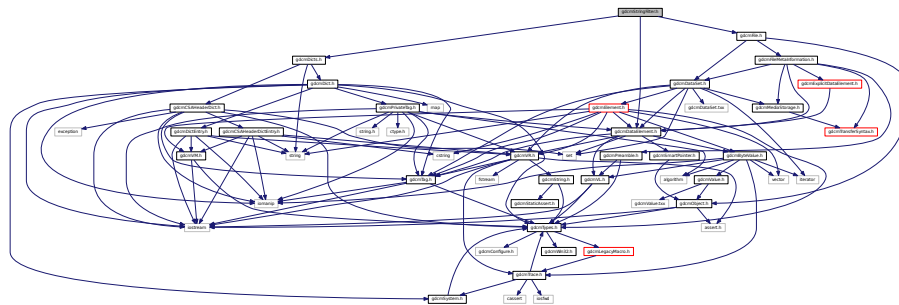 gdcmStringFilter.h
gdcmFile.h
gdcmDicts.h
gdcmFileMetaInformation.h
gdcmDict.h
gdcmDataSet.h
gdcmExplicitDataElement.h
gdcmCSAHeaderDict.h
gdcmPrivateTag.h
map
gdcmElement.h
gdcmDataSet.txx
gdcmMediaStorage.h
exception
gdcmDictEntry.h
gdcmCSAHeaderDictEntry.h
string.h
ctype.h
gdcmDataElement.h
gdcmTransferSyntax.h
gdcmVM.h
string
cstring
gdcmVR.h
set
gdcmPreamble.h
gdcmSmartPointer.h
gdcmByteValue.h
gdcmTag.h
fstream
gdcmString.h
gdcmVL.h
algorithm
gdcmValue.h
vector
iterator
iomanip
gdcmStaticAssert.h
gdcmValue.txx
gdcmObject.h
iostream
gdcmTypes.h
assert.h
gdcmConfigure.h
gdcmWin32.h
gdcmLegacyMacro.h
gdcmTrace.h
gdcmSystem.h
cassert
iosfwd